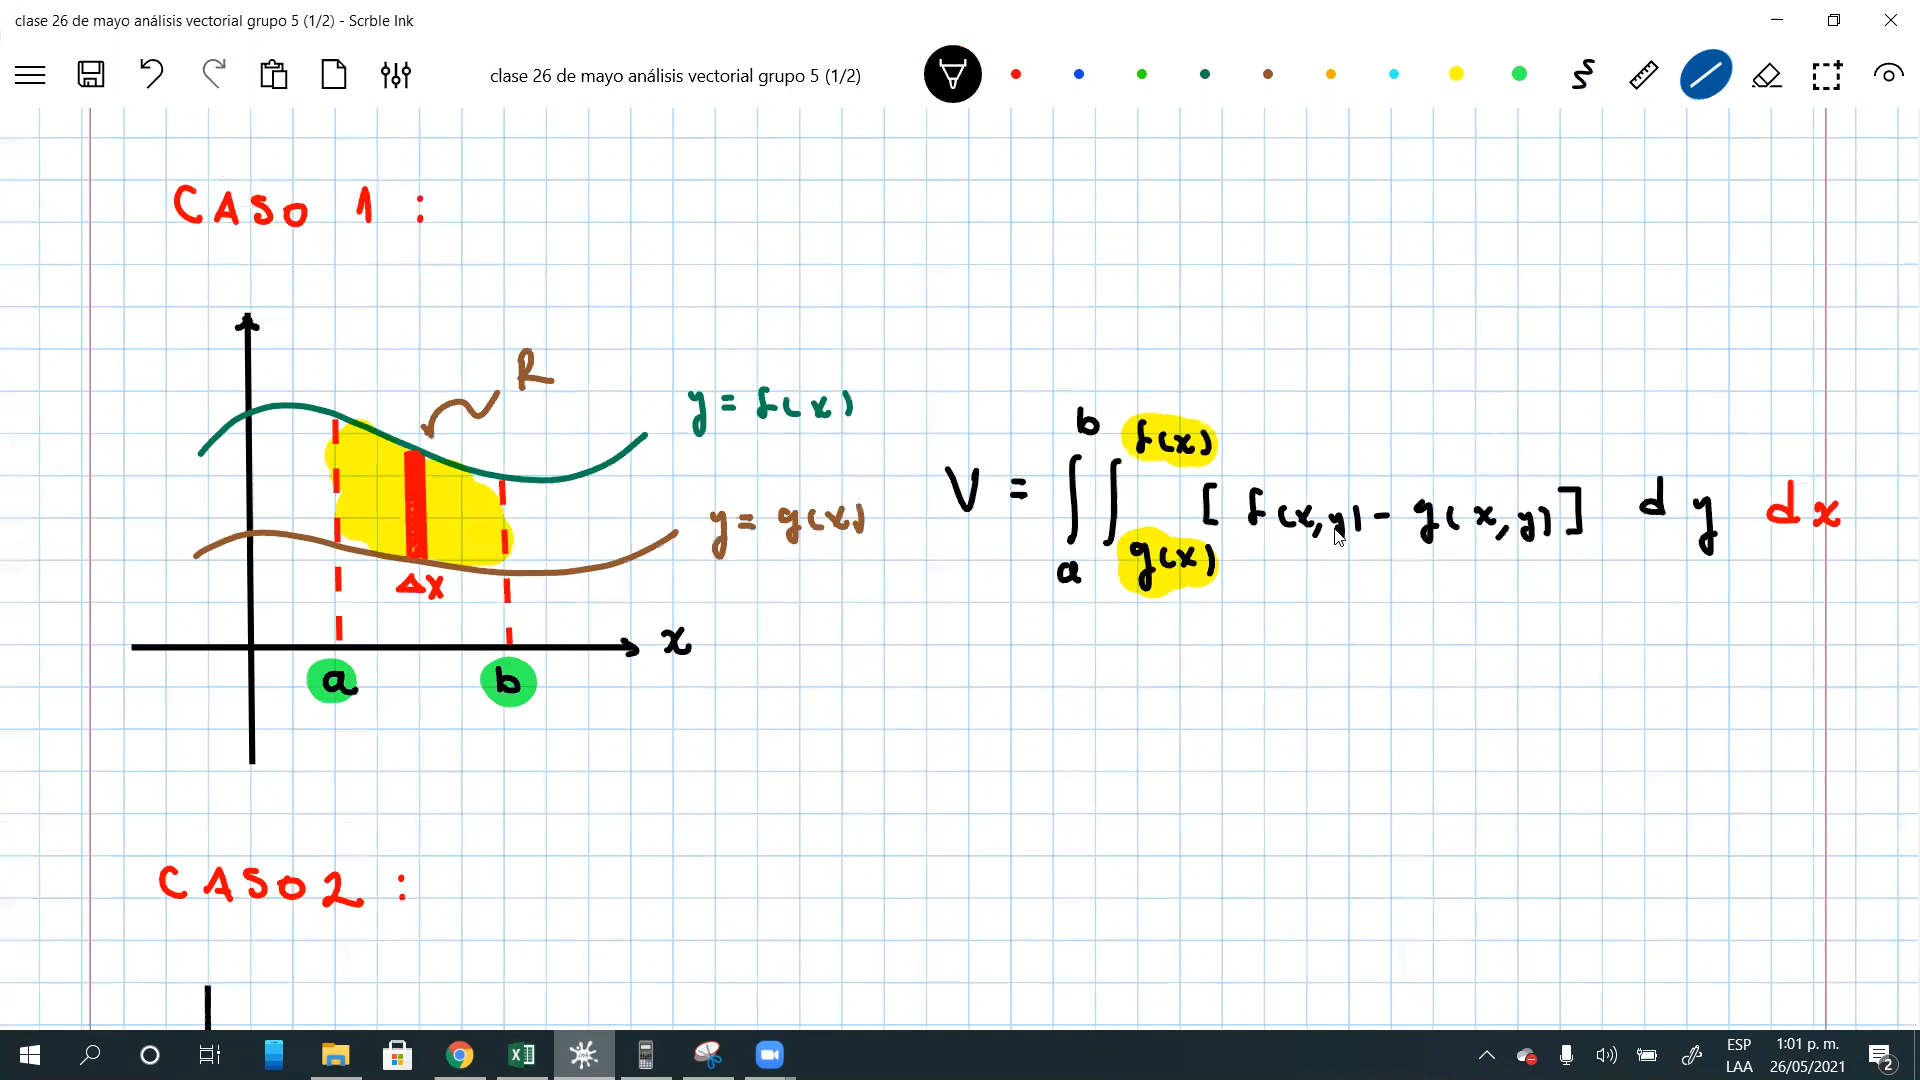 clase 26 de mayo análisis vectorial grupo 5 (1/2) - Scrble Ink
clase 26 de mayo análisis vectorial grupo 5 (1/2)
CASO 1 :
R
y = f(x)
y = g(x)
Δx
x
a b
V = ∫_a^b ∫_{g(x)}^{f(x)} [ f(x,y) - g(x,y) ] dy dx
CASO 2 :
ESP
LAA
1:01 p. m.
26/05/2021
2